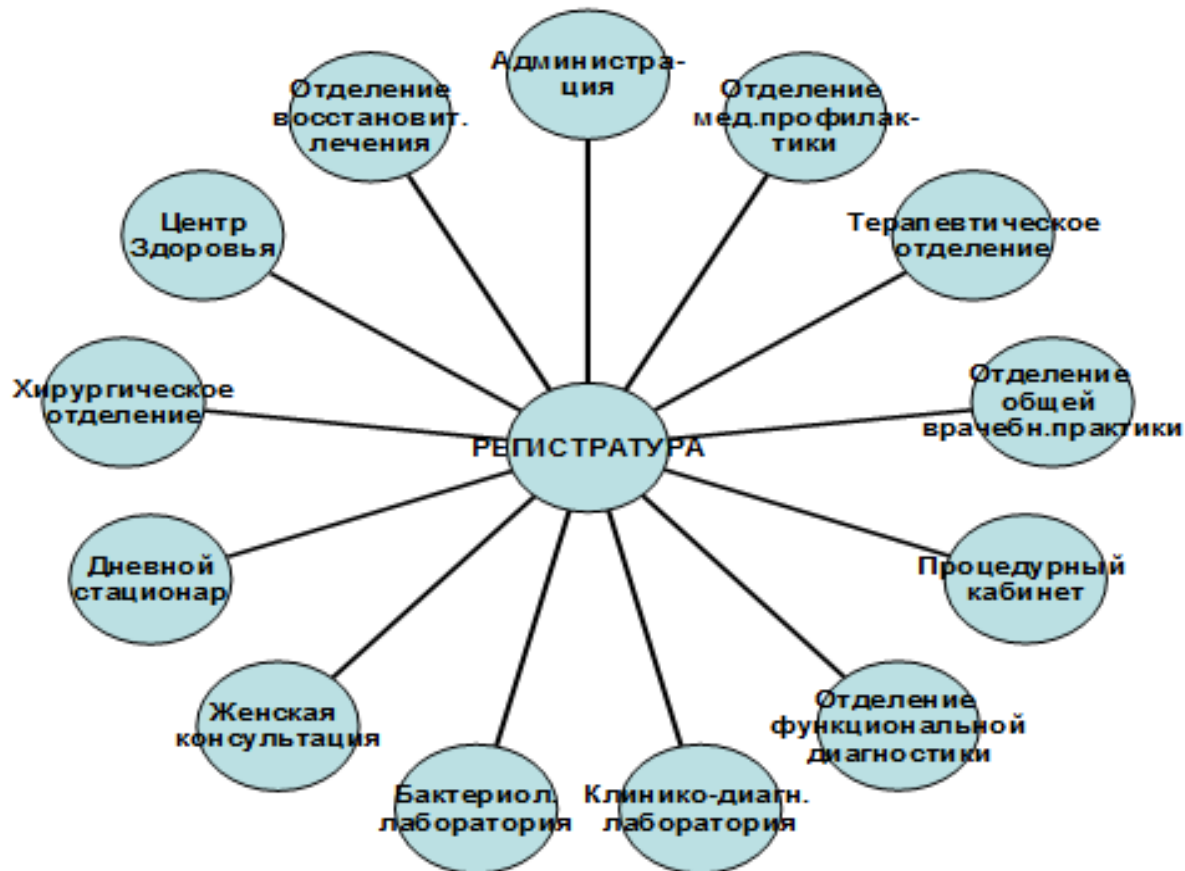 Администра-
ция
Отделение
мед.профилак-
тики
Терапевтическое
отделение
Отделение
общей
врачебн.практики
Процедурный
кабинет
Отделение
функциональной
диагностики
Клинико-диагн.
лаборатория
Бактериол.
лаборатория
Женская
консультация
Дневной
стационар
Хирургическое
отделение
Центр
Здоровья
Отделение
восстановит.
лечения
РЕГИСТРАТУРА